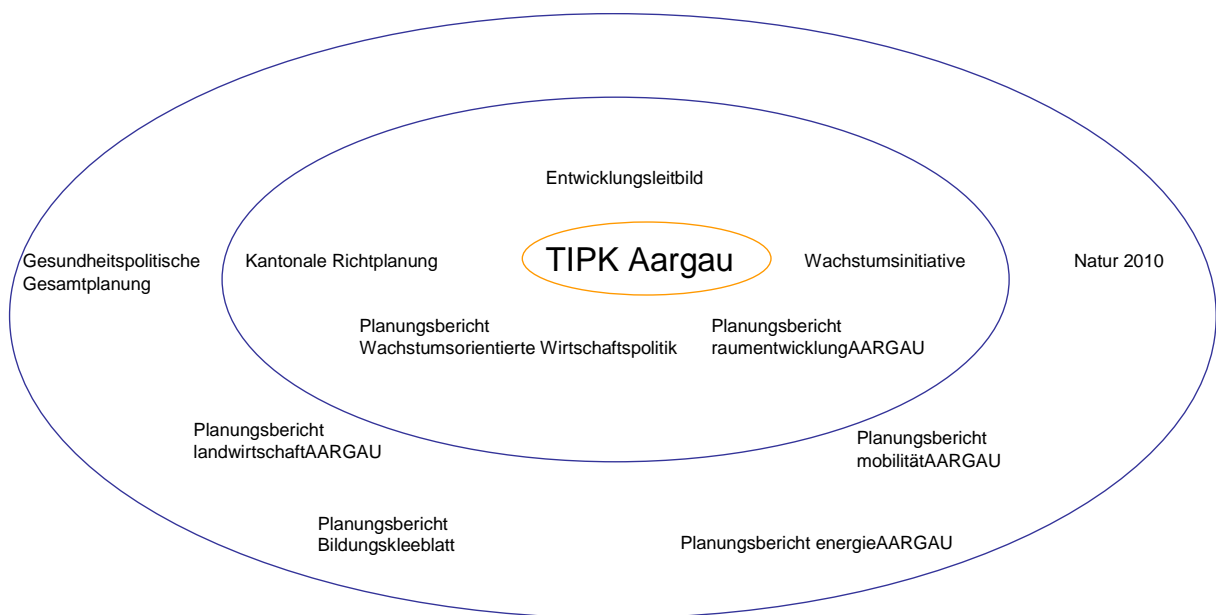 Entwicklungsleitbild
Gesundheitspolitische
Gesamtplanung
Kantonale Richtplanung
TIPK Aargau
Wachstumsinitiative
Natur 2010
Planungsbericht
Wachstumsorientierte Wirtschaftspolitik
Planungsbericht
raumentwicklungAARGAU
Planungsbericht
landwirtschaftAARGAU
Planungsbericht
mobilitätAARGAU
Planungsbericht
Bildungskleeblatt
Planungsbericht energieAARGAU